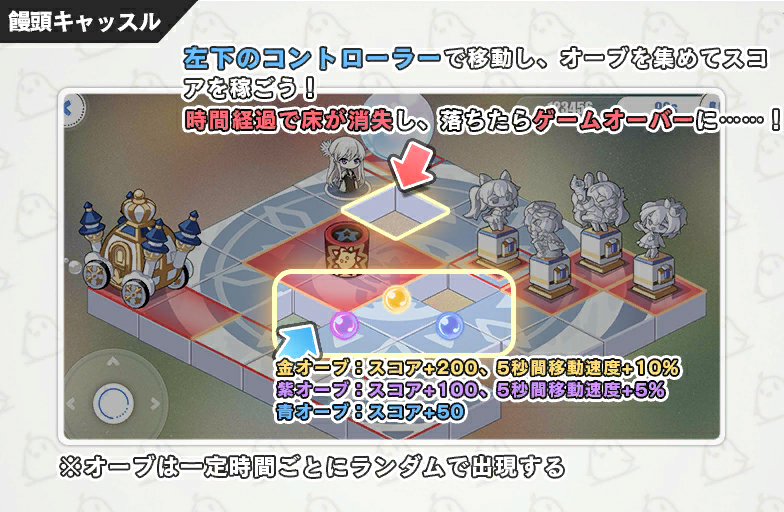 饅頭キャッスル
左下のコントローラーで移動し、オーブを集めてスコ
アを稼ごう！
時間経過で床が消失し、落ちたらゲームオーバーに……！
金オーブ：スコア+200、5秒間移動速度+10%
紫オーブ：スコア+100、5秒間移動速度+5%
青オーブ：スコア+50
※オーブは一定時間ごとにランダムで出現する